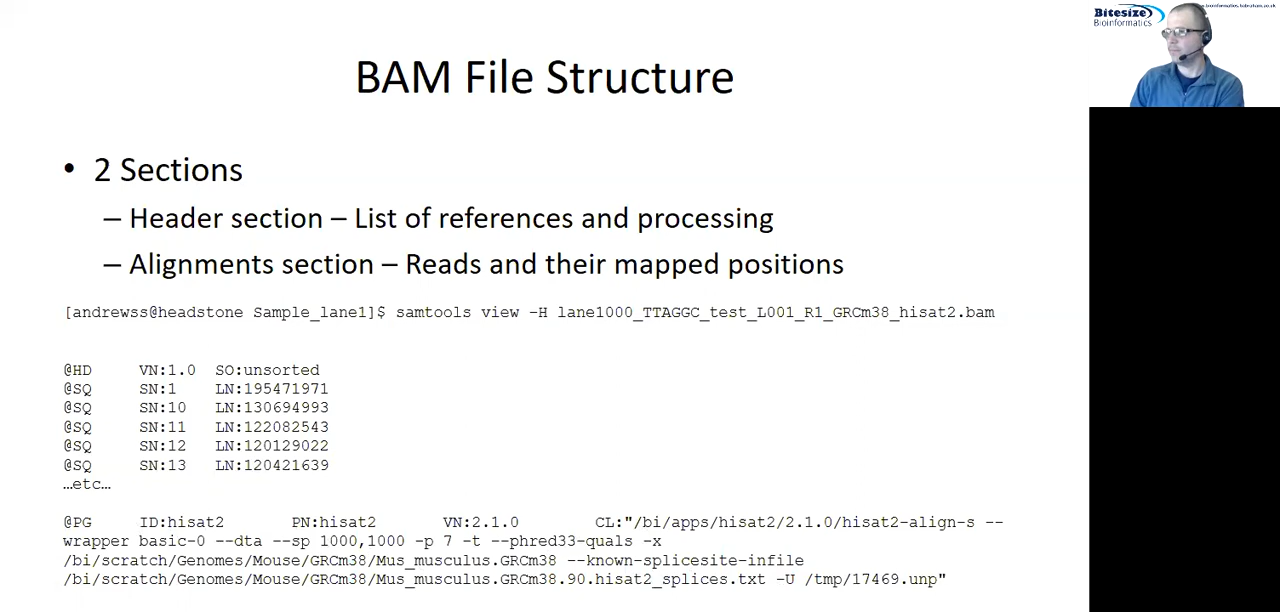 Bitesize
Bioinformatics
BAM File Structure
• 2 Sections
– Header section – List of references and processing
– Alignments section – Reads and their mapped positions
[andrewss@headstone Sample_lane1]$ samtools view -H lane1000_TTAGGC_test_L001_R1_GRCm38_hisat2.bam
@HD VN:1.0 SO:unsorted
@SQ SN:1 LN:195471971
@SQ SN:10 LN:130694993
@SQ SN:11 LN:122082543
@SQ SN:12 LN:120129022
@SQ SN:13 LN:120421639
…etc…
@PG ID:hisat2 PN:hisat2 VN:2.1.0 CL:"/bi/apps/hisat2/2.1.0/hisat2-align-s --
wrapper basic-0 --dta --sp 1000,1000 -p 7 -t --phred33-quals -x
/bi/scratch/Genomes/Mouse/GRCm38/Mus_musculus.GRCm38 --known-splicesite-infile
/bi/scratch/Genomes/Mouse/GRCm38/Mus_musculus.GRCm38.90.hisat2_splices.txt -U /tmp/17469.unp"